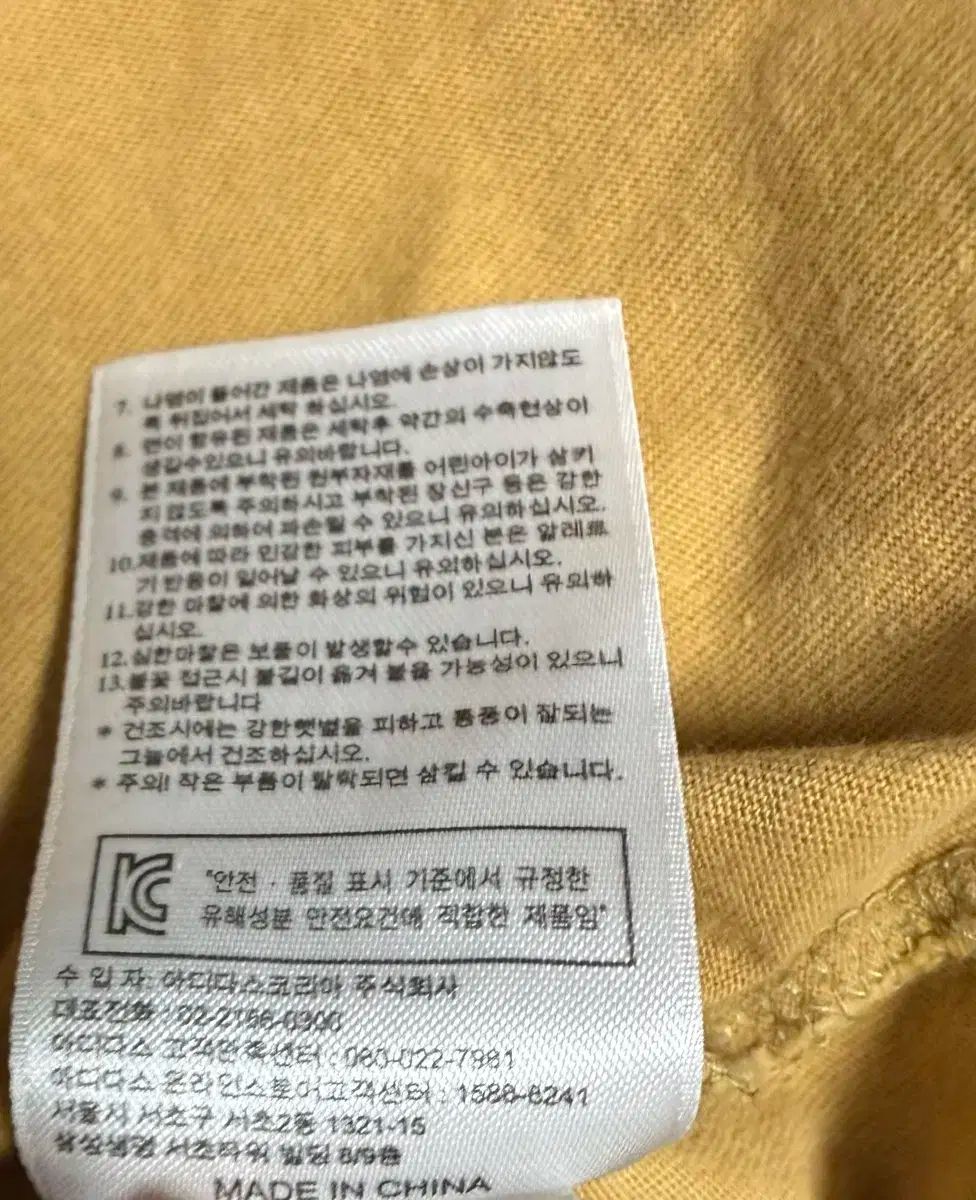 7. 나염이 들어간 제품은 나염에 손상이 가지않도
록 뒤집어서 세탁 하십시오.
8. 면이 함유된 제품은 세탁후 약간의 수축현상이
생길수있으니 유의바랍니다.
9. 본 제품에 부착된 천부자재를 어린아이가 삼키
지 않도록 주의하시고 부착된 장신구 등은 강한
충격에 의하여 파손될 수 있으니 유의하십시오.
10.제품에 따라 민감한 피부를 가지신 분은 알레르
기 반응이 일어날 수 있으니 유의하십시오.
11.강한 마찰에 의한 화상의 위험이 있으니 유의하
십시오.
12.심한마찰은 보풀이 발생할수 있습니다.
13.불꽃 접근시 불길이 옮겨 붙을 가능성이 있으니
주의바랍니다
* 건조시에는 강한햇볕을 피하고 통풍이 잘되는
그늘에서 건조하십시오.
* 주의! 작은 부품이 탈락되면 삼킬 수 있습니다.
"안전 · 품질 표시 기준에서 규정한
유해성분 안전요건에 적합한 제품임"
수 입 자: 아디다스코리아 주식회사
대표전화 : 02-2186-0300
아디다스 고객만족센터 : 080-022-7981
아디다스 온라인스토어고객센터 : 1588-8241
서울시 서초구 서초2동 1321-15
삼성생명 서초타워 빌딩 8/9층
MADE IN CHINA